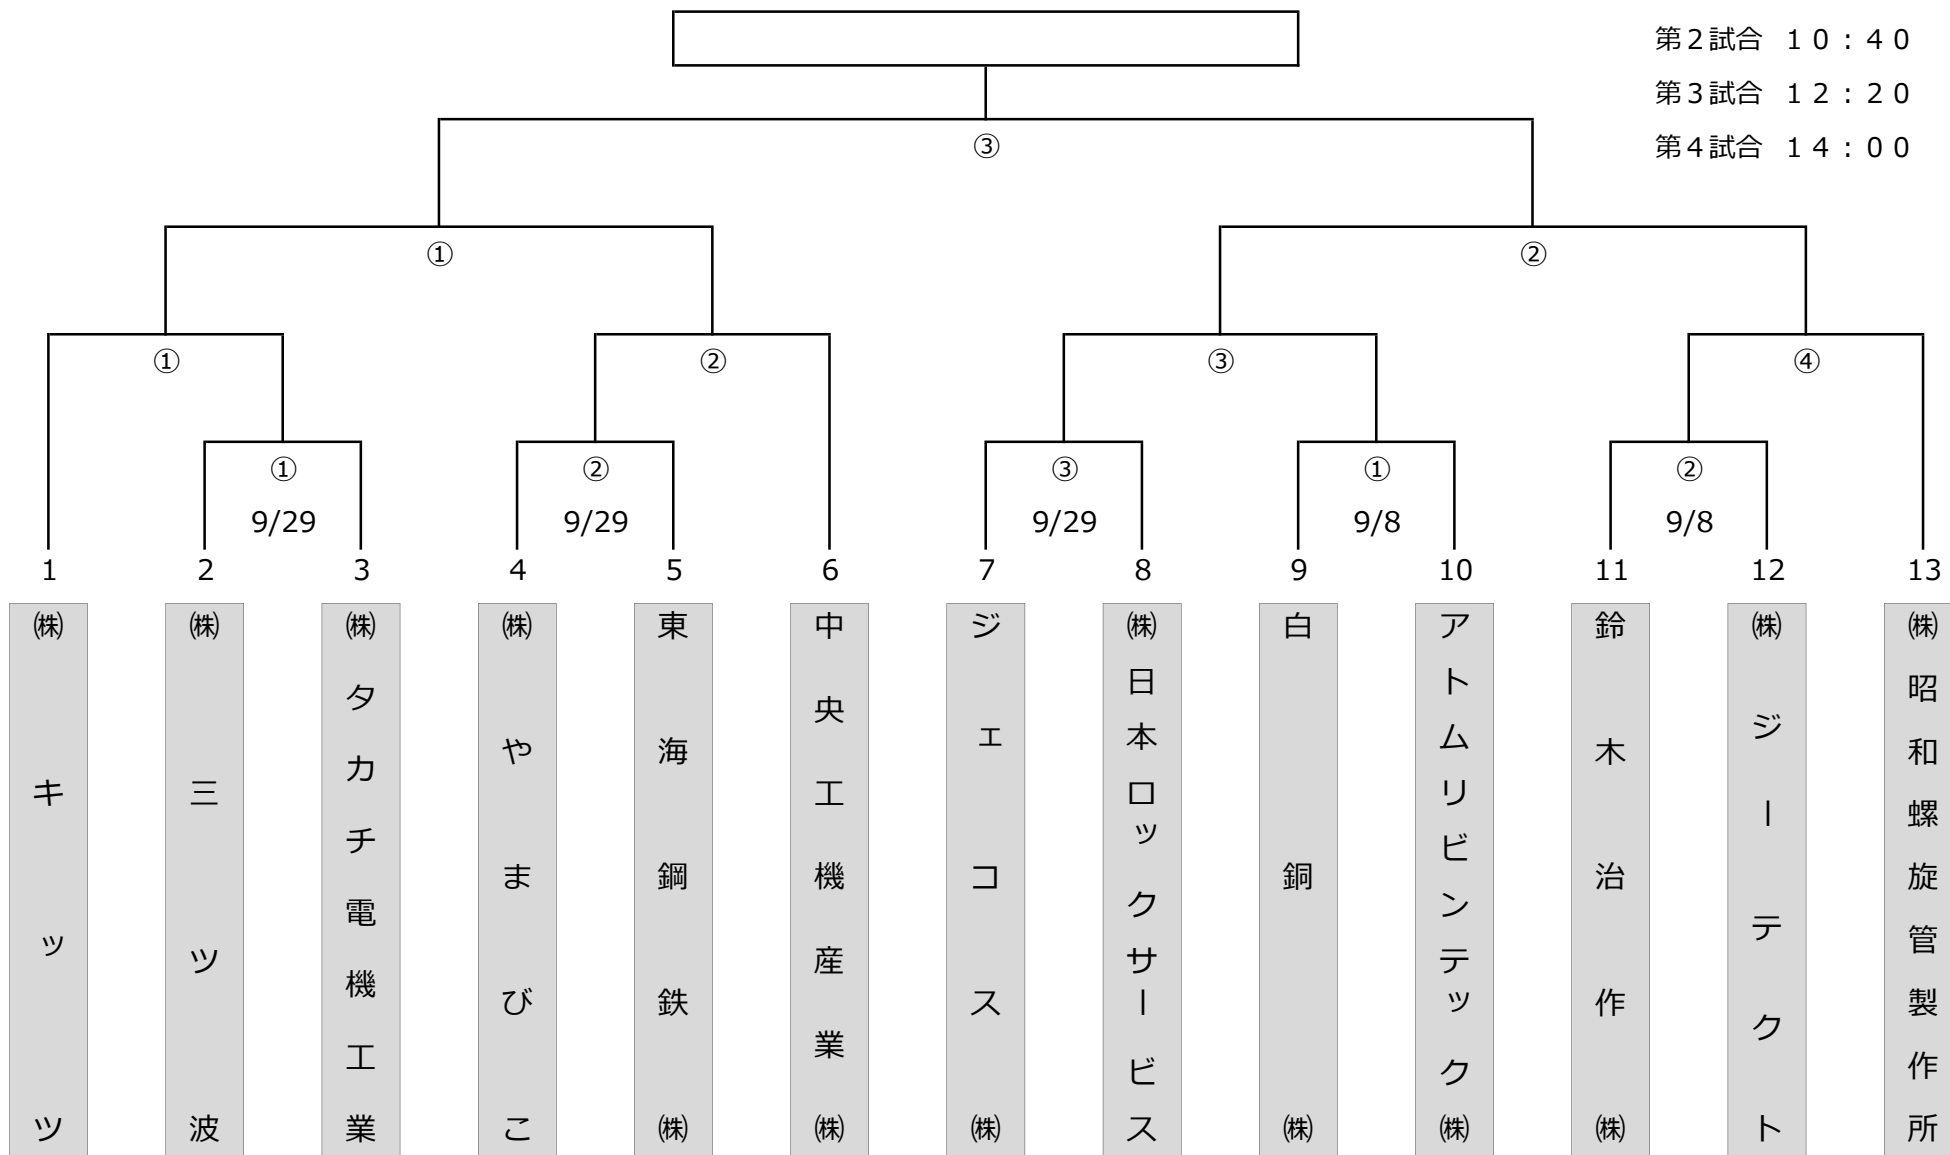 第2試合 １０：４０
第3試合 １２：２０
第4試合 １４：００
③
①
②
①
②
③
④
①
②
③
①
②
9/29
9/29
9/29
9/8
9/8
1
2
3
4
5
6
7
8
9
10
11
12
13
㈱キッツ
㈱三ツ波
㈱タカチ電機工業
㈱やまびこ
東海鋼鉄㈱
中央工機産業㈱
ジェコス㈱
㈱日本ロックサービス
白銅㈱
アトムリビンテック㈱
鈴木治作㈱
㈱ジーテクト
㈱昭和螺旋管製作所